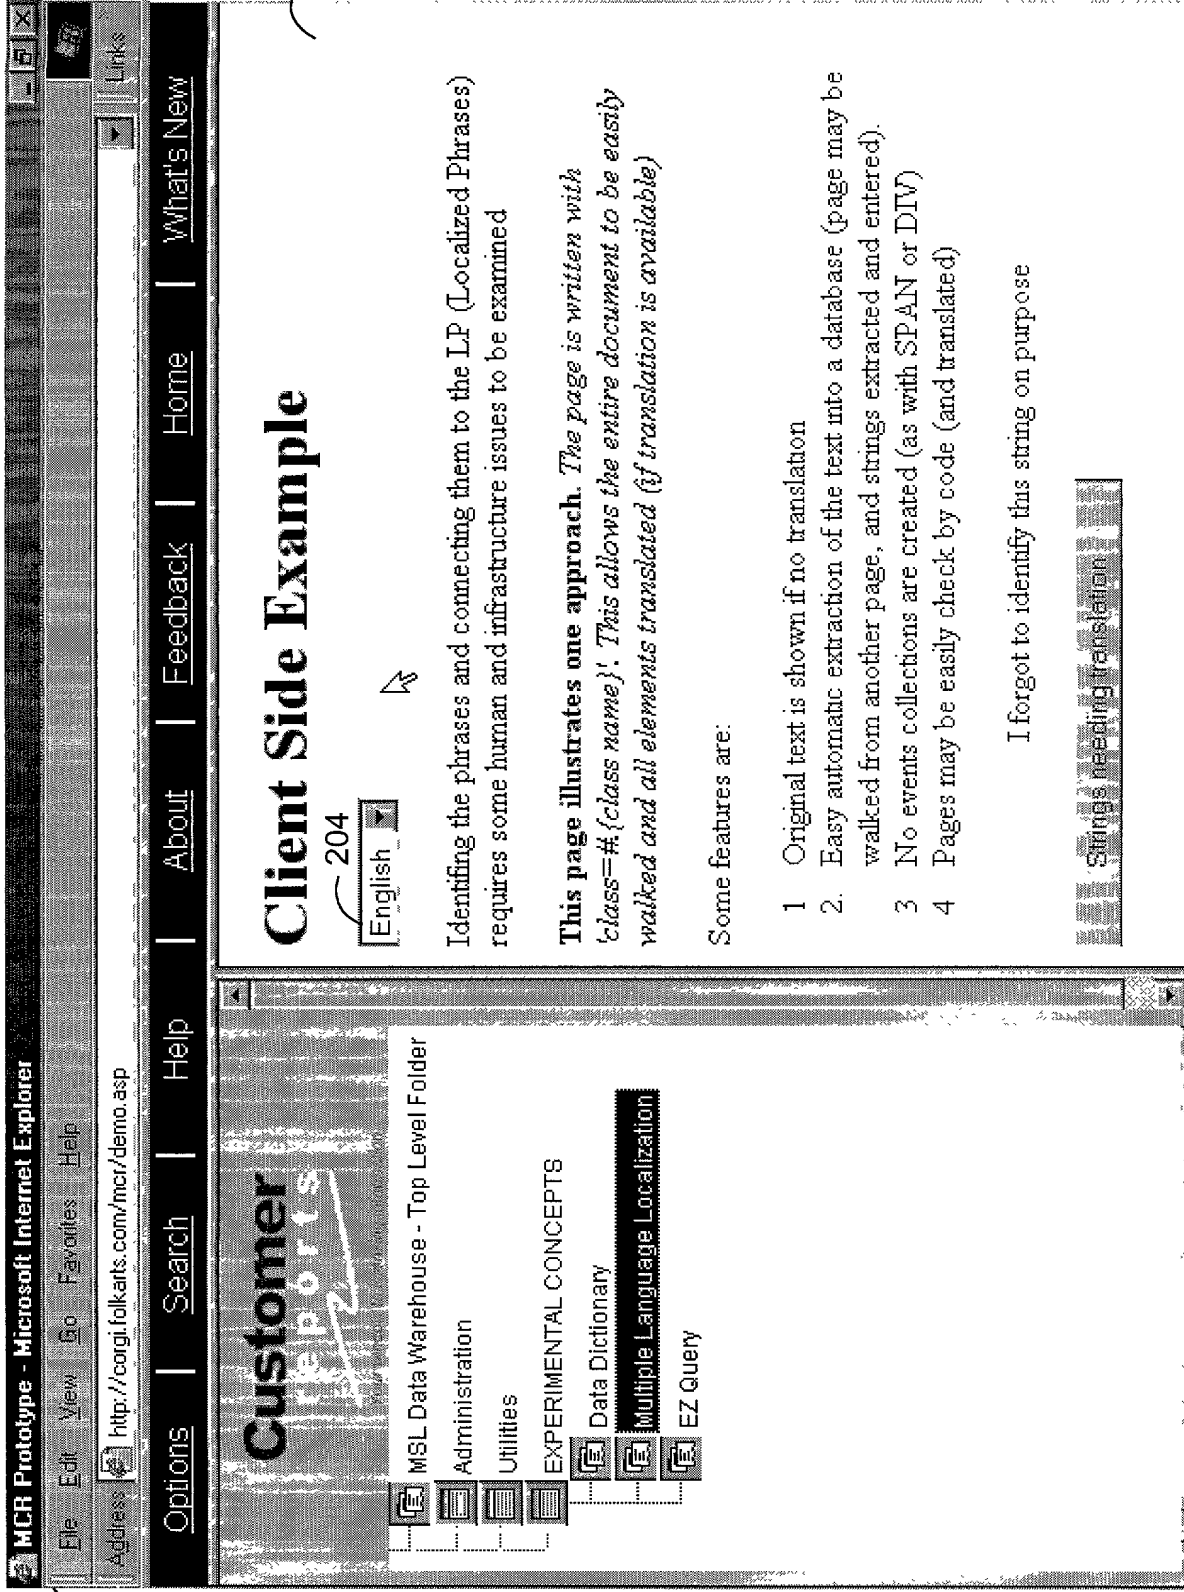 MCR Prototype - Microsoft Internet Explorer
File Edit View Go Favorites Help
Address http://corgi.folkarts.com/mcr/demo.asp Links
Options | Search | Help | About | Feedback | Home | What's New
Customer
reports
MSL Data Warehouse - Top Level Folder
Administration
Utilities
EXPERIMENTAL CONCEPTS
Data Dictionary
Multiple Language Localization
EZ Query
Client Side Example
204
English
Identifing the phrases and connecting them to the LP (Localized Phrases)
requires some human and infrastructure issues to be examined
This page illustrates one approach. The page is written with
'class=#{class name}'. This allows the entire document to be easily
walked and all elements translated (if translation is available)
Some features are:
1 Original text is shown if no translation
2. Easy automatic extraction of the text into a database (page may be
walked from another page, and strings extracted and entered).
3 No events collections are created (as with SPAN or DIV)
4 Pages may be easily check by code (and translated)
I forgot to identify this string on purpose
Strings needing translation